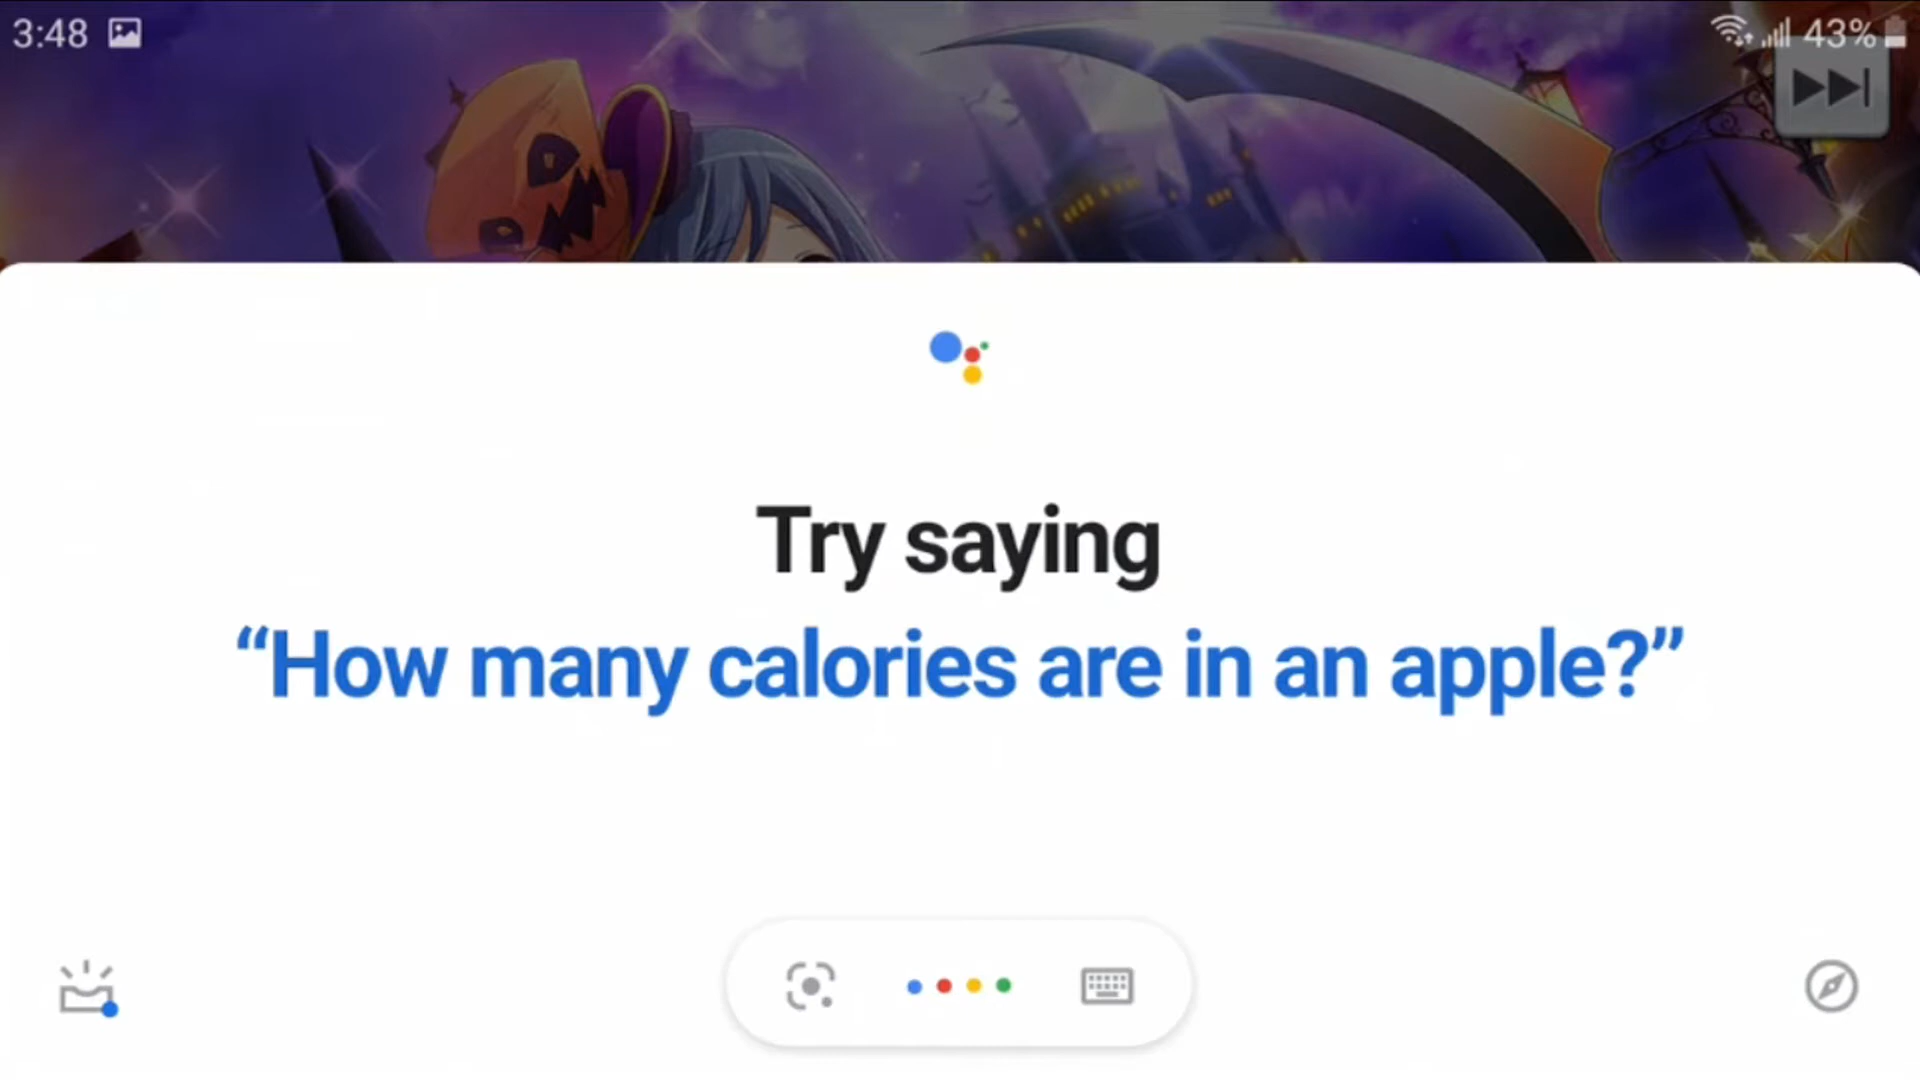 3:48
43%
Try saying
“How many calories are in an apple?”